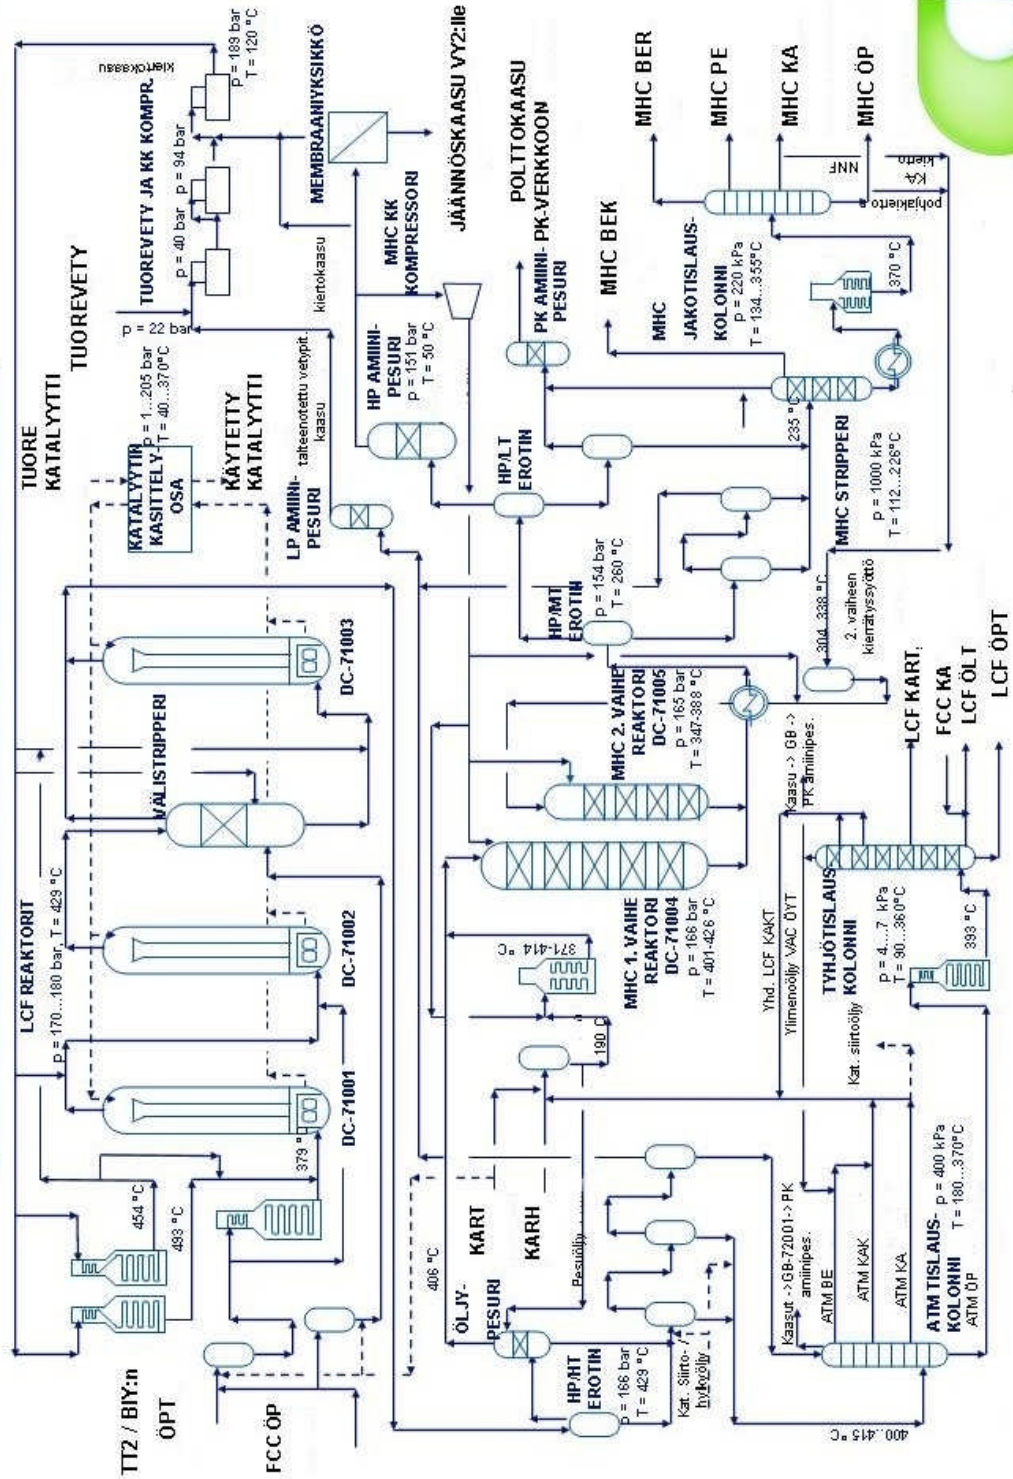 TT2 / BIY:n
ÖPT
FCC ÖP
454 °C
493 °C
379 °
LCF REAKTORIT
p = 170...180 bar, T = 429 °C
DC-71001
DC-71002
VÄLISTRIPPERI
DC-71003
TUORE
KATALYYTTI
KATALYYTIN
KÄSITTELY-
OSA
p = 1...205 bar
T = 40...370°C
KÄYTETTY
KATALYYTTI
TUOREVETY
p = 22 bar
TUOREVETY JA KK KOMPR.
p = 40 bar
p = 94 bar
kiertokaasu
p = 189 bar
T = 120 °C
LP AMIINI-
PESURI
talteenotettu vetypit.
kaasu
kiertokaasu
MEMBRAANIYKSIKKÖ
HP AMIINI-
PESURI
p = 151 bar
T = 50 °C
MHC KK
KOMPRESSORI
JÄÄNNÖSKAASU VY2:lle
406 °C
ÖLJY-
PESURI
KART
KARH
Pesuöljy
HP/HT
EROTIN
p = 166 bar
T = 429 °C
Kat. Siirto- /
hylkyöljy
400..415 °C
190 C
371-414
°C
MHC 1. VAIHE
REAKTORI
DC-71004
p = 166 bar
T = 401-426 °C
MHC 2. VAIHE
REAKTORI
DC-71005
p = 165 bar
T = 347-388 °C
HP/MT
EROTIN
p = 154 bar
T = 260 °C
HP/LT
EROTIN
PK AMIINI-
PESURI
POLTTOKAASU
PK-VERKKOON
MHC BEK
235 °C
MHC STRIPPERI
p = 1000 kPa
T = 112...226°C
304..338 °C
2. vaiheen
kierrätyssyöttö
MHC
JAKOTISLAUS-
KOLONNI
p = 220 kPa
T = 134...355°C
370 °C
MHC BER
MHC PE
MHC KA
MHC ÖP
NNF
KA
kierto
pohjakierto
Kaasut ->GB-72001->PK
amiinipes.
ATM BE
ATM KAK
ATM KA
ATM TISLAUS-
KOLONNI
ATM ÖP
p = 400 kPa
T = 180...370°C
Yhd. LCF KAKT
Ylimenoöljy VAC ÖYT
Kat. siirtoöljy
Kaasu -> GB ->
PK amiinipes.
TYHJÖTISLAUS-
KOLONNI
p = 4....7 kPa
T = 90...360°C
393 °C
LCF KART
FCC KA
LCF ÖLT
LCF ÖPT